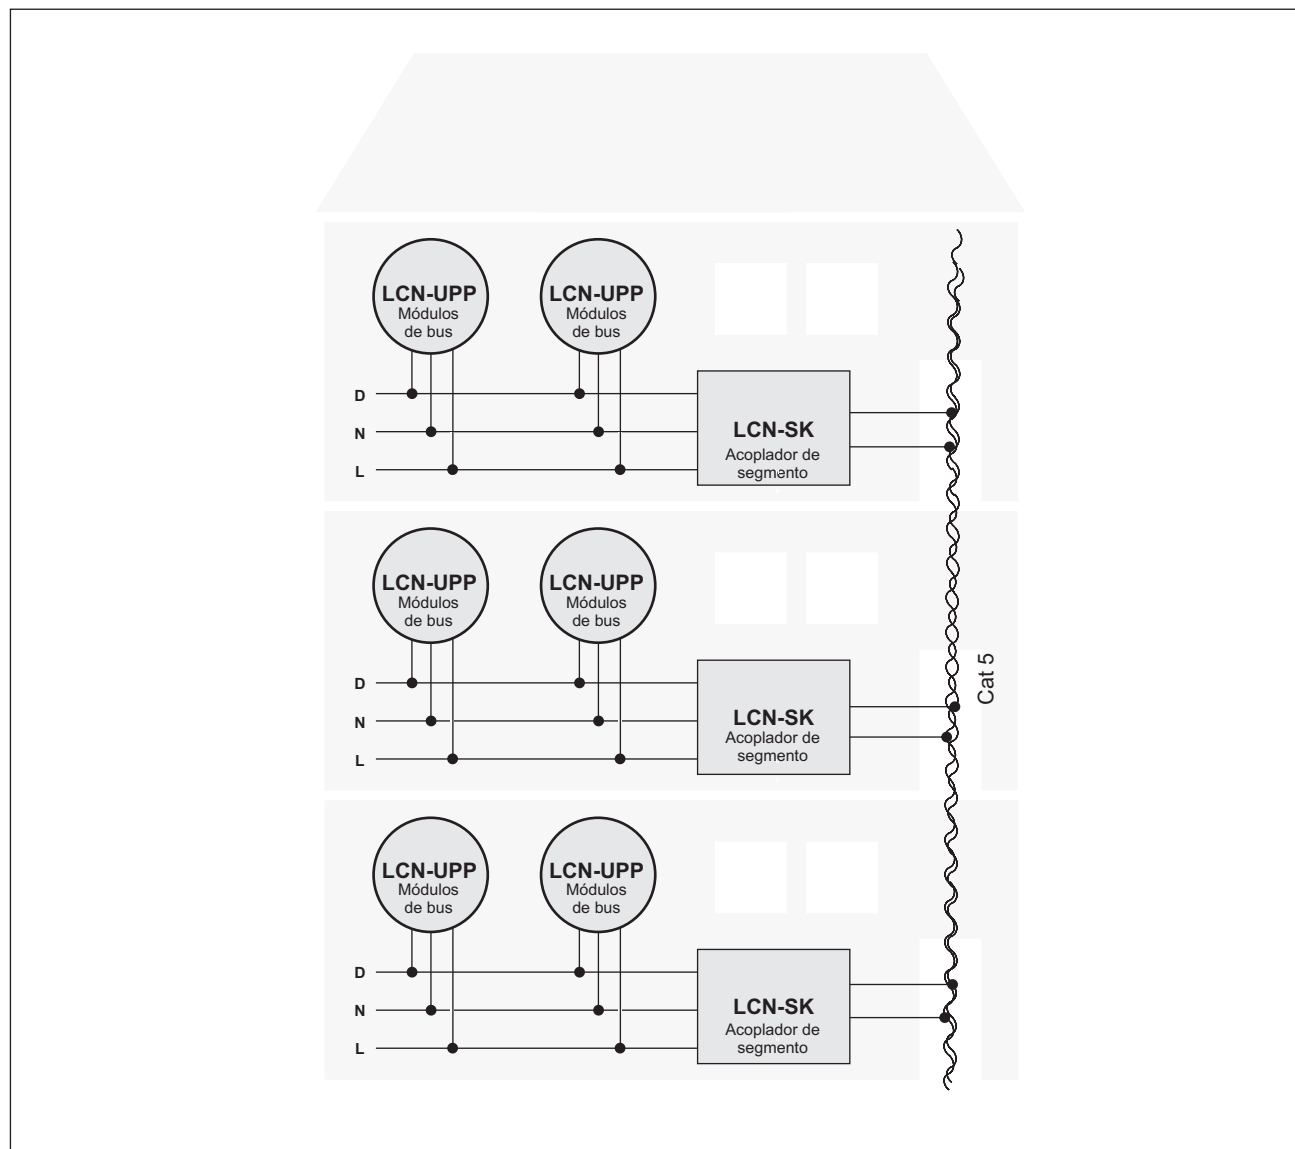 LCN-UPP
Módulos
de bus
LCN-UPP
Módulos
de bus
D
N
L
LCN-SK
Acoplador de
segmento
LCN-UPP
Módulos
de bus
LCN-UPP
Módulos
de bus
D
N
L
LCN-SK
Acoplador de
segmento
Cat 5
LCN-UPP
Módulos
de bus
LCN-UPP
Módulos
de bus
D
N
L
LCN-SK
Acoplador de
segmento